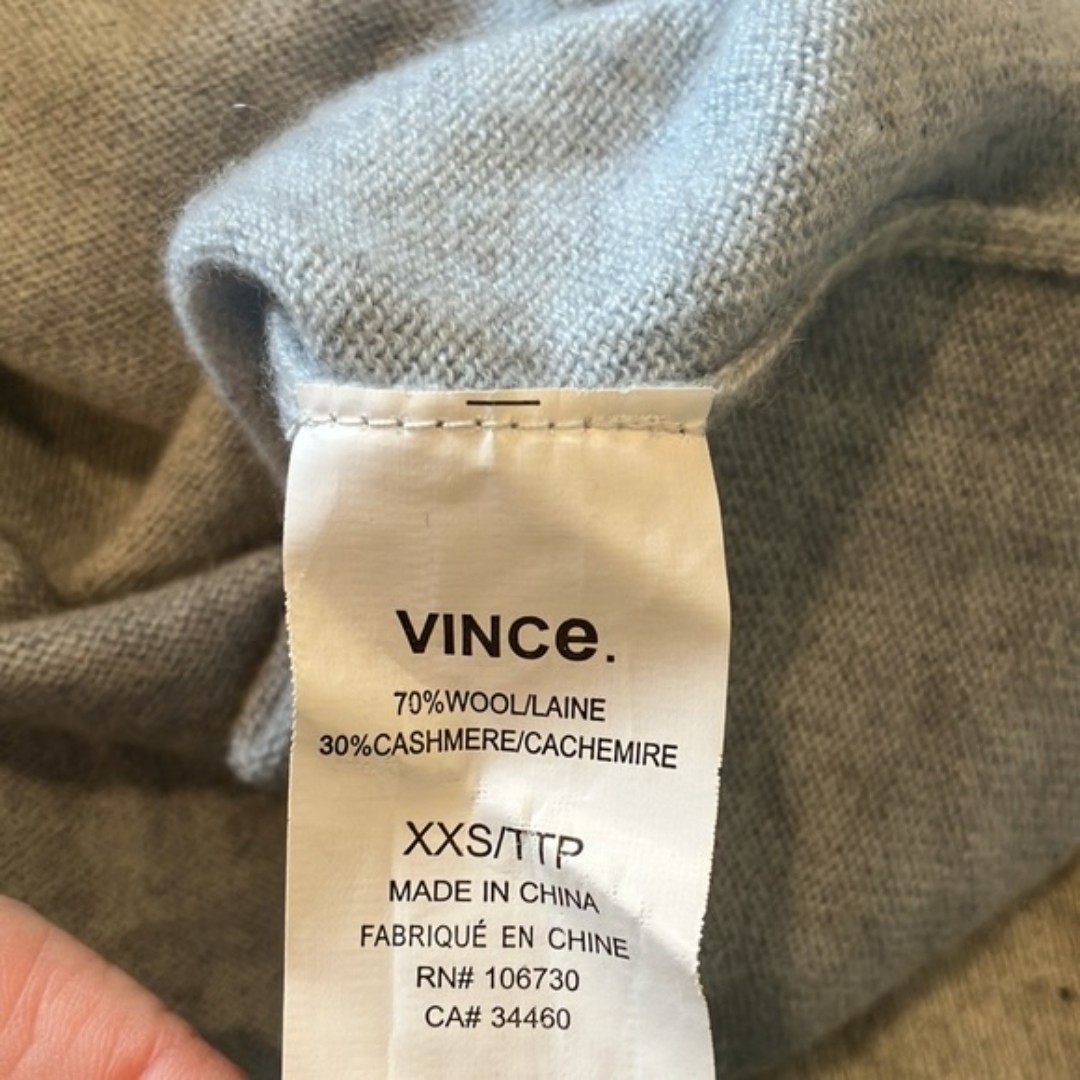 VINCe.
70%WOOL/LAINE
30%CASHMERE/CACHEMIRE
XXS/TTP
MADE IN CHINA
FABRIQUÉ EN CHINE
RN# 106730
CA# 34460